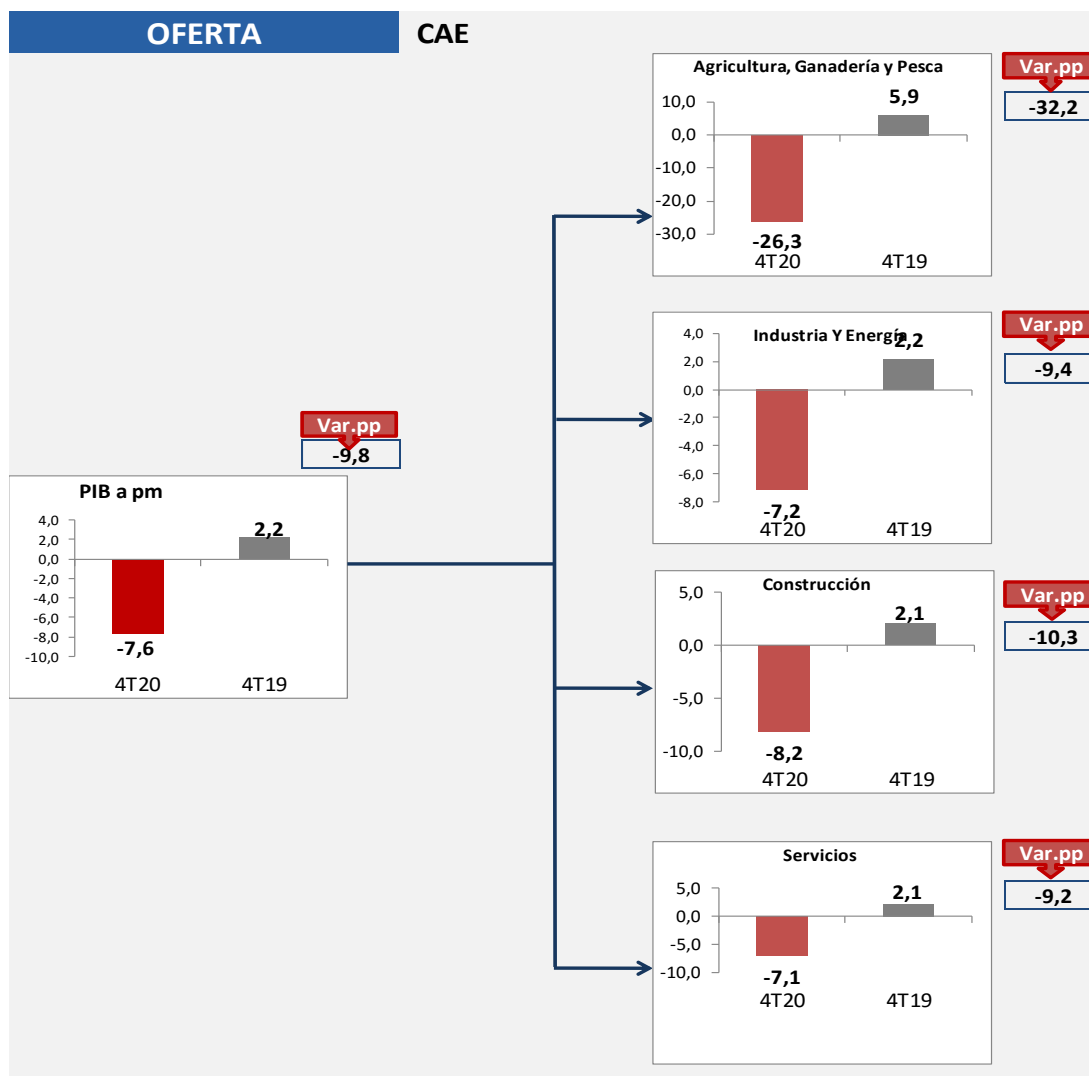 OFERTA
CAE
PIB a pm
4,0
2,0
0,0
-2,0
-4,0
-6,0
-8,0
-10,0
2,2
-7,6
4T20 4T19
Var.pp
-9,8
Agricultura, Ganadería y Pesca
10,0
0,0
-10,0
-20,0
-30,0
5,9
-26,3
4T20 4T19
Var.pp
-32,2
Industria Y Energía
4,0
2,0
0,0
-2,0
-4,0
-6,0
-8,0
2,2
-7,2
4T20 4T19
Var.pp
-9,4
Construcción
5,0
0,0
-5,0
-10,0
2,1
-8,2
4T20 4T19
Var.pp
-10,3
Servicios
5,0
0,0
-5,0
-10,0
2,1
-7,1
4T20 4T19
Var.pp
-9,2